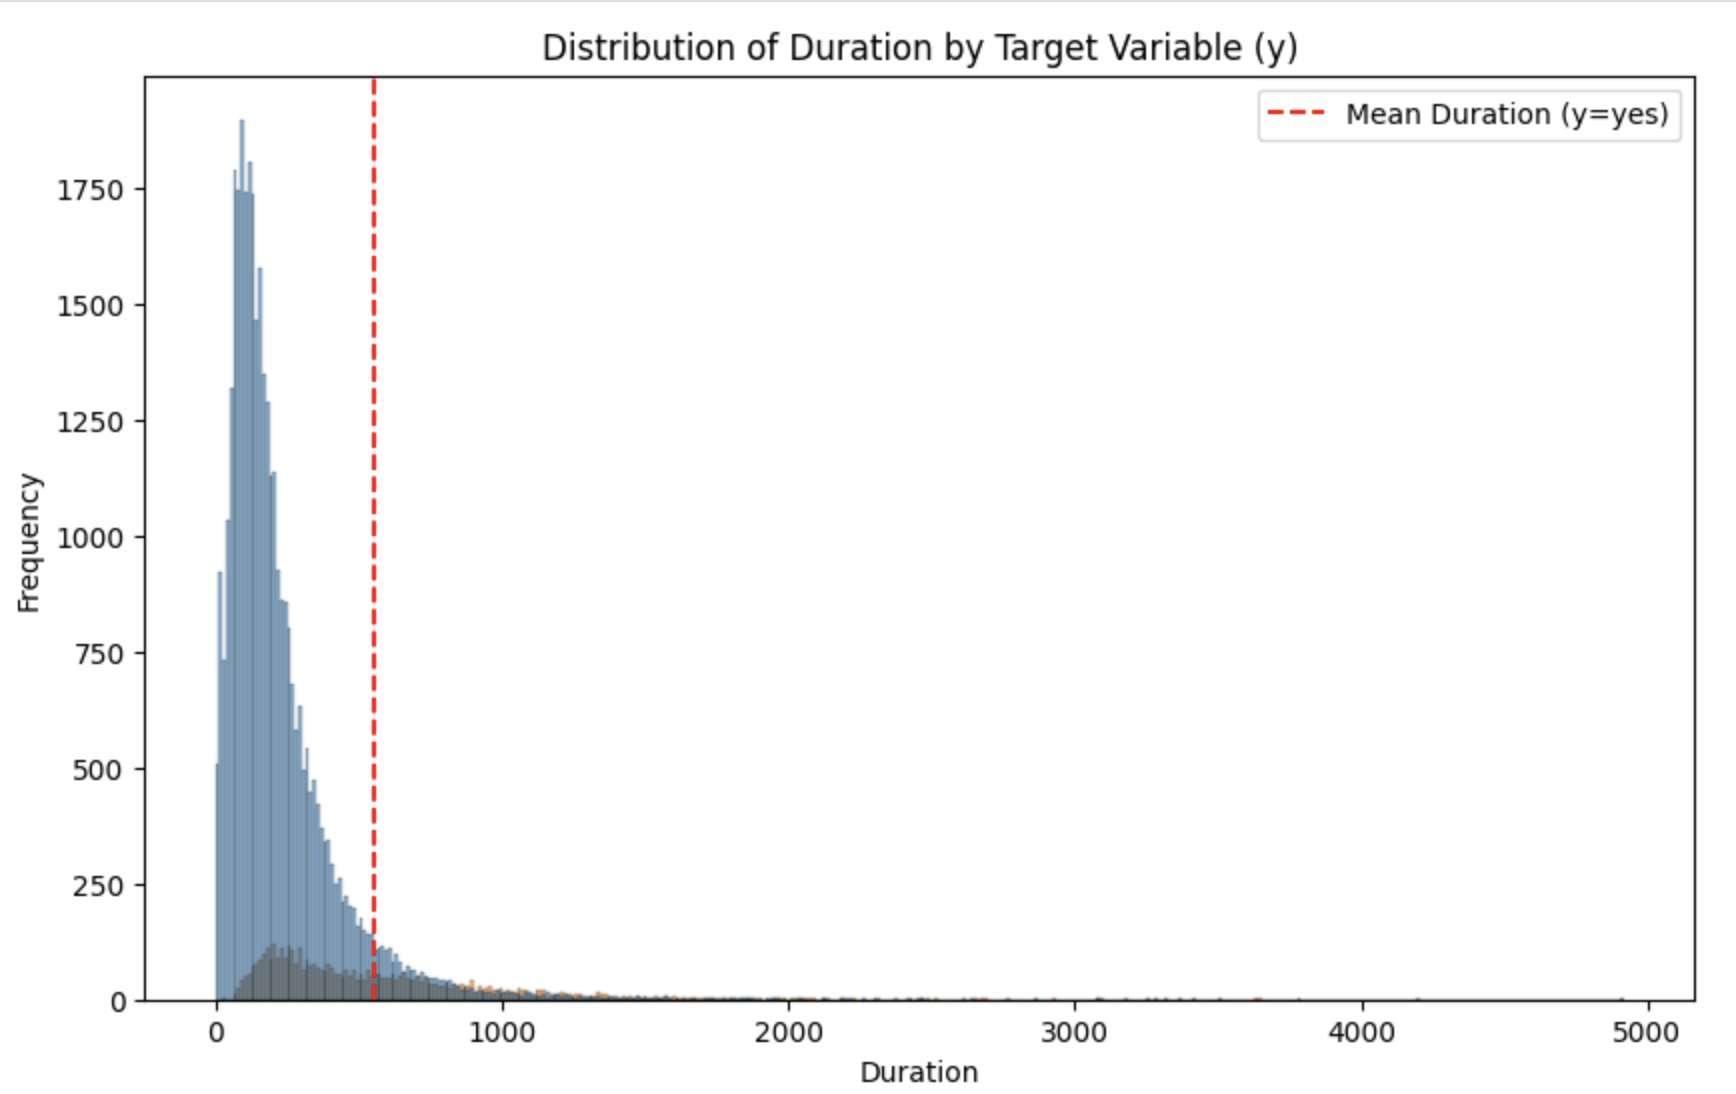 Distribution of Duration by Target Variable (y)
Mean Duration (y=yes)
1750
1500
1250
1000
750
500
250
0
Frequency
0 1000 2000 3000 4000 5000
Duration